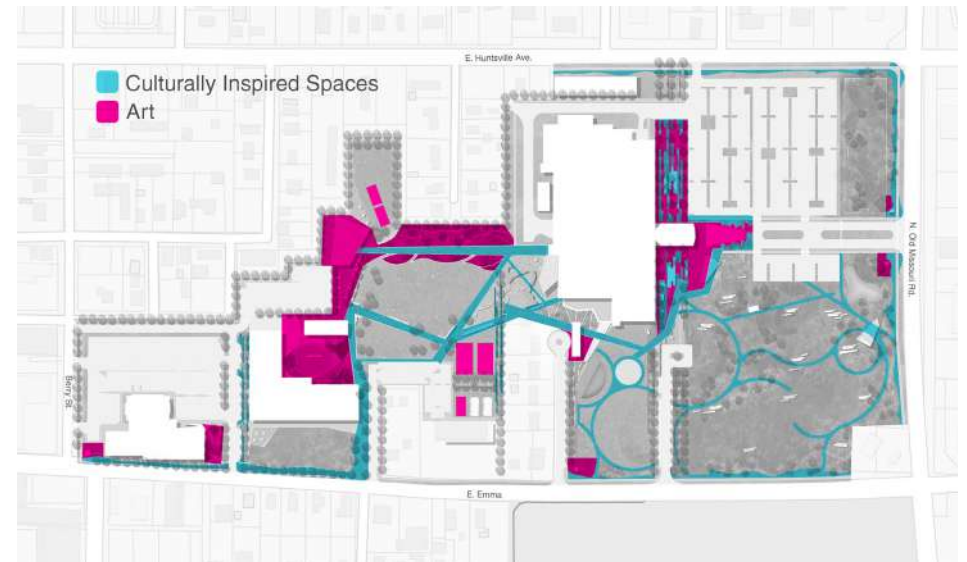 E. Huntsville Ave.
Culturally Inspired Spaces
Art
N. Old Missouri Rd.
Berry St.
E. Emma